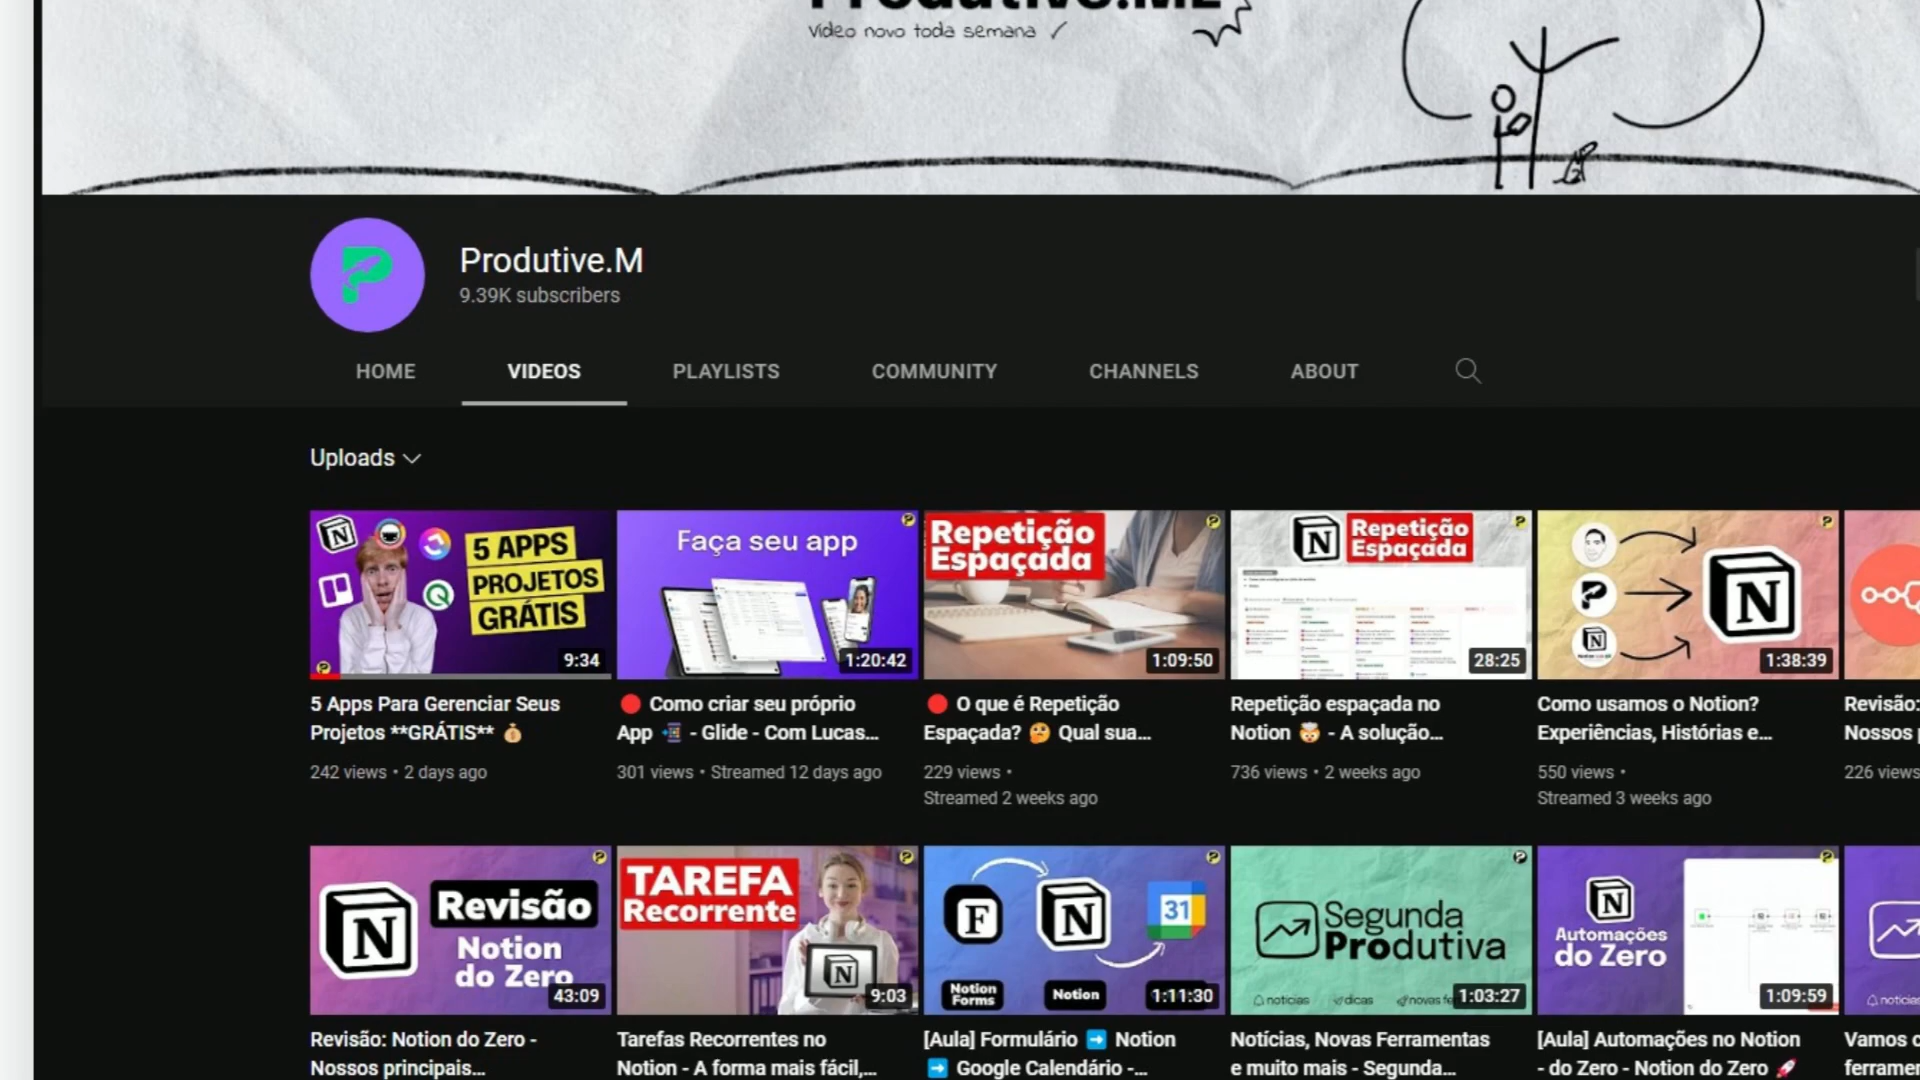 Produtive.ME
Vídeo novo toda semana ✓
Produtive.M
9.39K subscribers
HOME
VIDEOS
PLAYLISTS
COMMUNITY
CHANNELS
ABOUT
Uploads
5 APPS
PROJETOS
GRÁTIS
9:34
5 Apps Para Gerenciar Seus
Projetos **GRÁTIS** 💰
242 views • 2 days ago
Faça seu app
1:20:42
🔴 Como criar seu próprio
App 📲 - Glide - Com Lucas...
301 views • Streamed 12 days ago
Repetição
Espaçada
1:09:50
🔴 O que é Repetição
Espaçada? 🤔 Qual sua...
229 views •
Streamed 2 weeks ago
Repetição
Espaçada
28:25
Repetição espaçada no
Notion 🤯 - A solução...
736 views • 2 weeks ago
1:38:39
Como usamos o Notion?
Experiências, Histórias e...
550 views •
Streamed 3 weeks ago
Revisão:
Nossos
226 views
Revisão
Notion
do Zero
43:09
Revisão: Notion do Zero -
Nossos principais...
TAREFA
Recorrente
9:03
Tarefas Recorrentes no
Notion - A forma mais fácil,...
31
Notion
Forms
Notion
1:11:30
[Aula] Formulário ➡️ Notion
➡️ Google Calendário -...
Segunda
Produtiva
notícias
dicas
novas
1:03:27
Notícias, Novas Ferramentas
e muito mais - Segunda...
Automações
do Zero
1:09:59
[Aula] Automações no Notion
- do Zero - Notion do Zero 🚀
Vamos